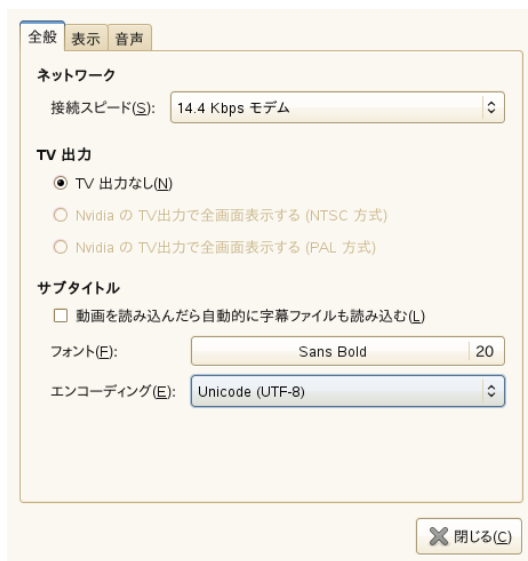 全般 表示 音声
ネットワーク
接続スピード(S): 14.4 Kbps モデム
TV 出力
TV 出力なし(N)
Nvidia の TV出力で全画面表示する (NTSC 方式)
Nvidia の TV出力で全画面表示する (PAL 方式)
サブタイトル
動画を読み込んだら自動的に字幕ファイルも読み込む(L)
フォント(F): Sans Bold 20
エンコーディング(E): Unicode (UTF-8)
閉じる(C)